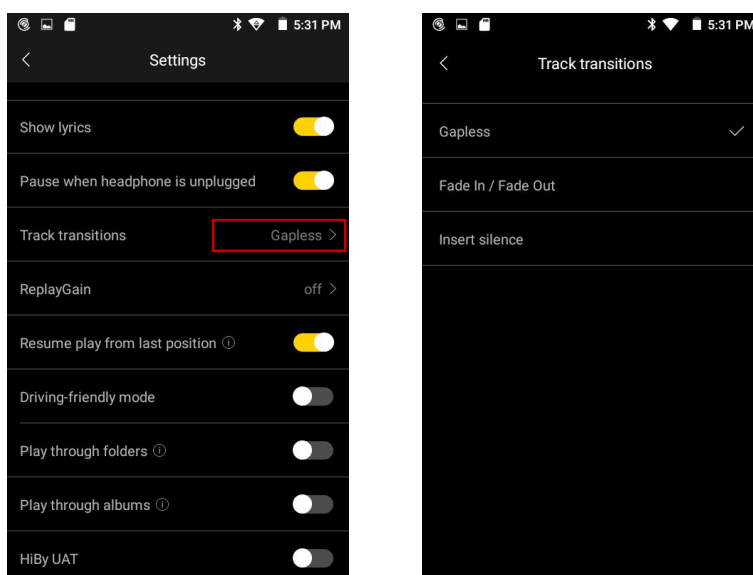 5:31 PM
Settings
Show lyrics
Pause when headphone is unplugged
Track transitions Gapless >
ReplayGain off >
Resume play from last position
Driving-friendly mode
Play through folders
Play through albums
HiBy UAT
5:31 PM
Track transitions
Gapless
Fade In / Fade Out
Insert silence